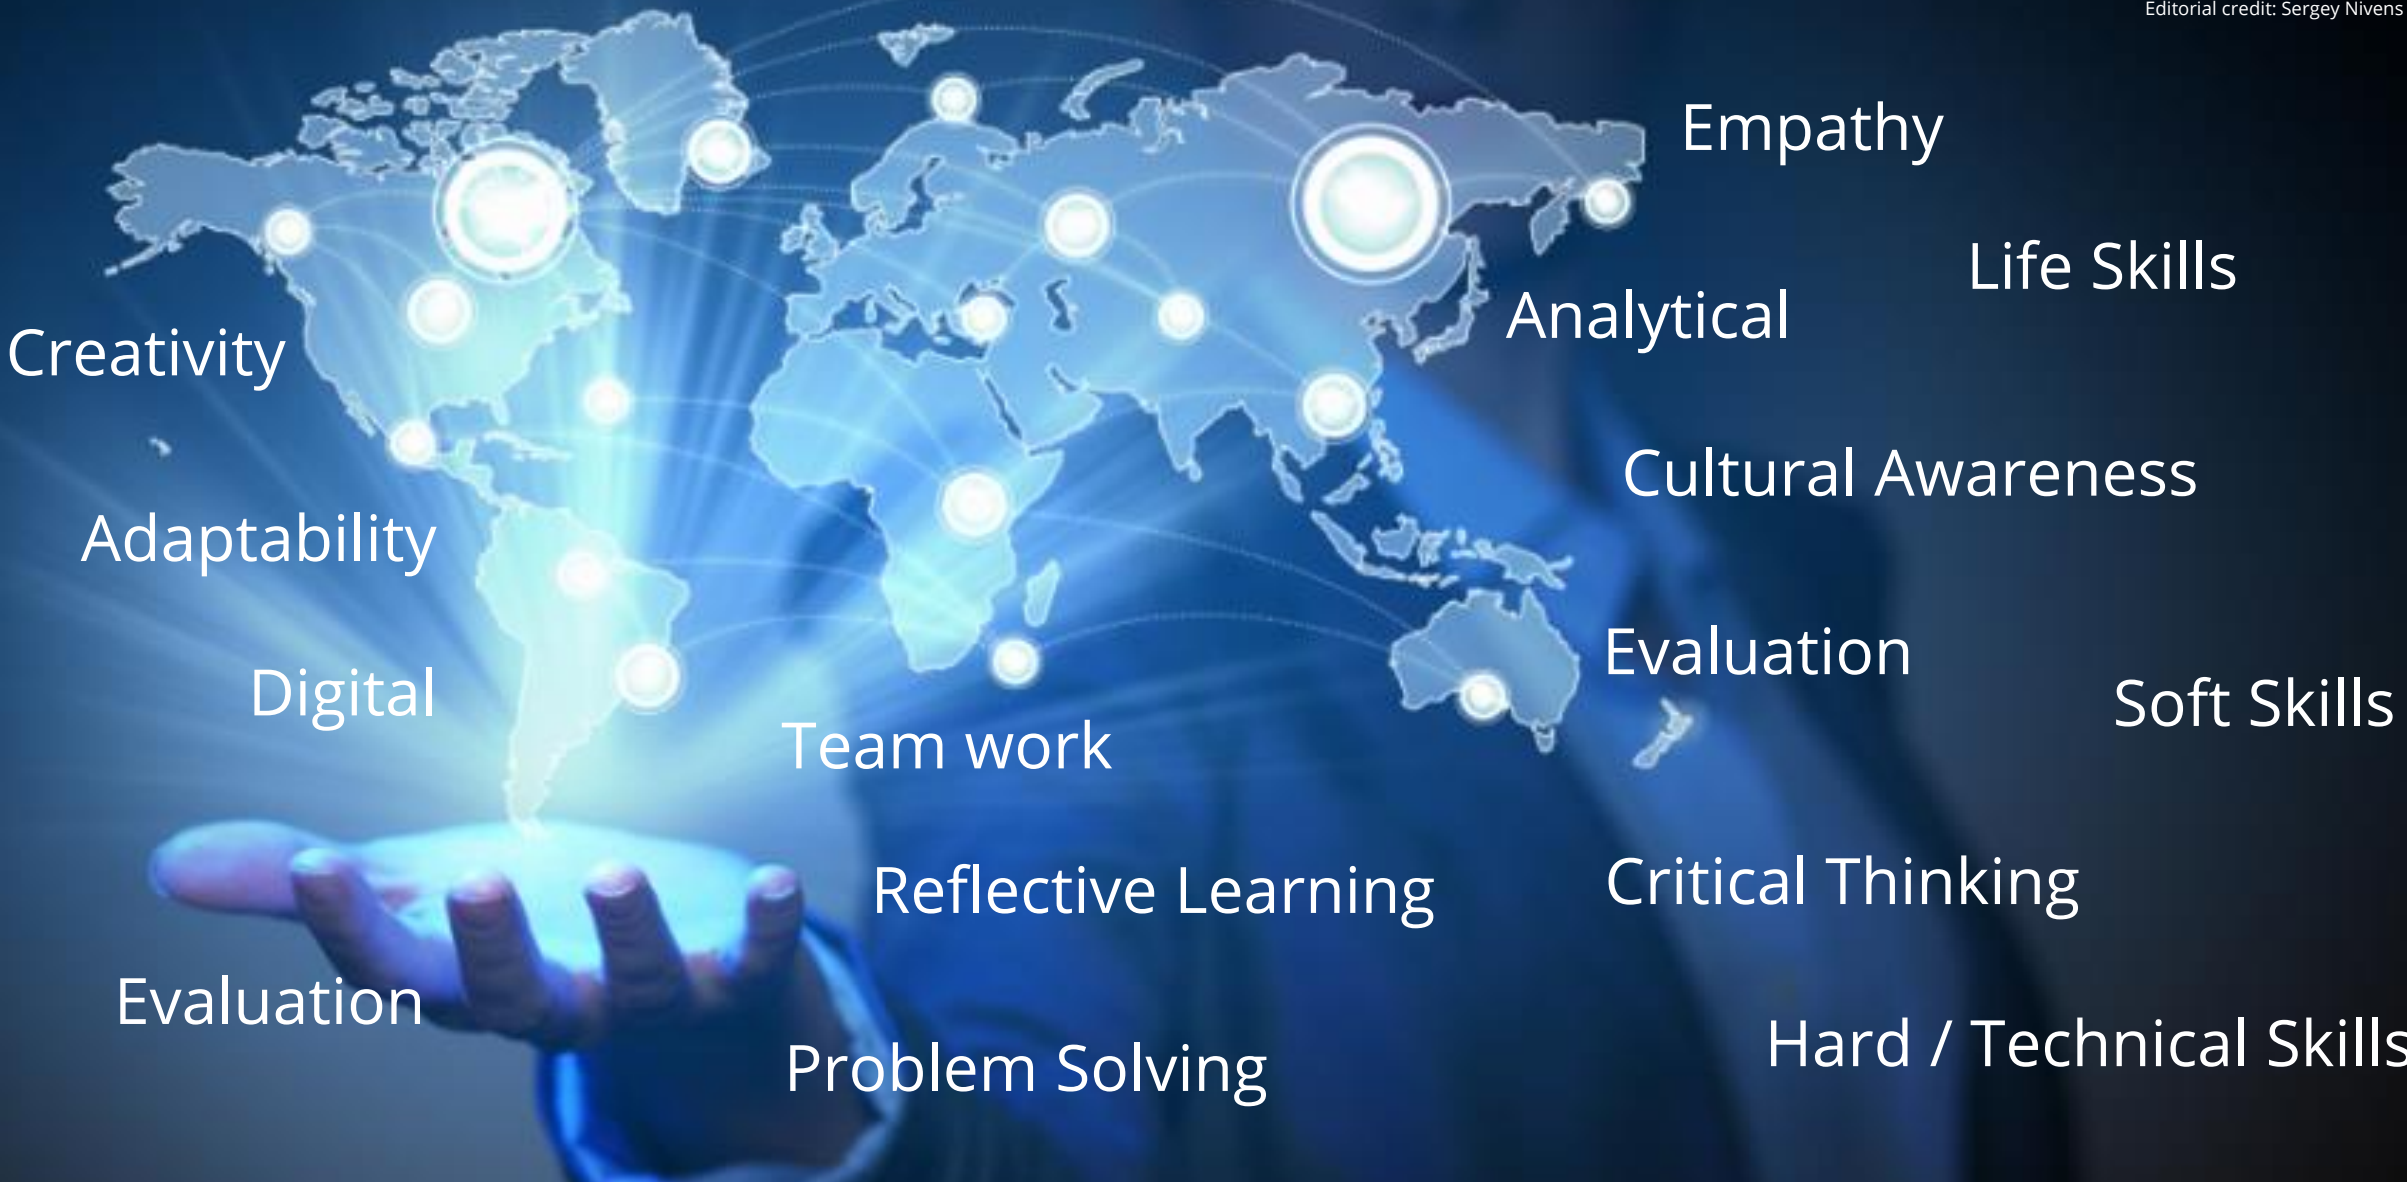 Editorial credit: Sergey Nivens
Empathy
Life Skills
Analytical
Creativity
Cultural Awareness
Adaptability
Evaluation
Digital
Soft Skills
Team work
Reflective Learning
Critical Thinking
Evaluation
Hard / Technical Skills
Problem Solving